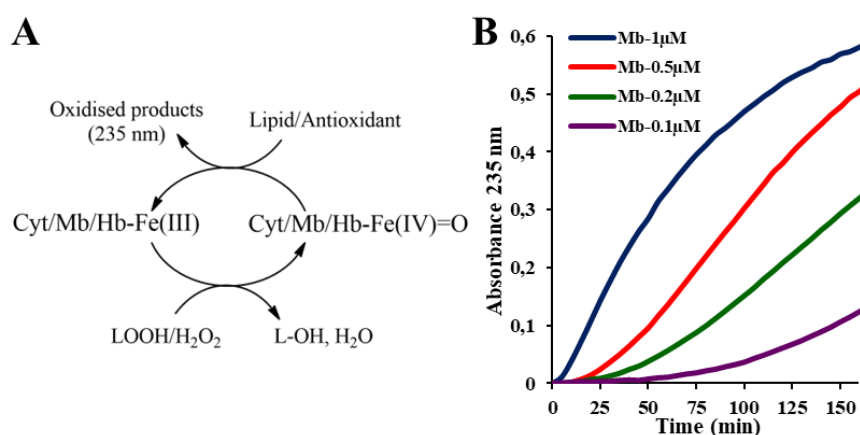 A
Oxidised products
(235 nm)
Lipid/Antioxidant
Cyt/Mb/Hb-Fe(III)
Cyt/Mb/Hb-Fe(IV)=O
LOOH/H₂O₂
L-OH, H₂O
B
Absorbance 235 nm
0,6
0,5
0,4
0,3
0,2
0,1
0
Mb-1µM
Mb-0.5µM
Mb-0.2µM
Mb-0.1µM
0
25
50
75
100
125
150
Time (min)